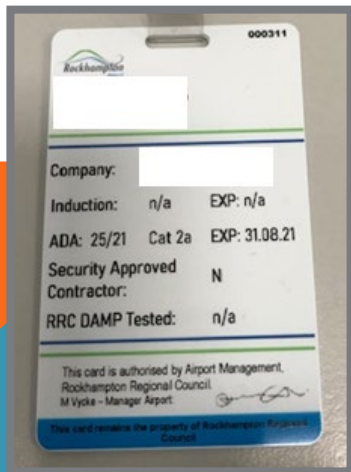 000311
Rockhampton
Company:
Induction: n/a EXP: n/a
ADA: 25/21 Cat 2a EXP: 31.08.21
Security Approved N
Contractor:
RRC DAMP Tested: n/a
This card is authorised by Airport Management,
Rockhampton Regional Council.
M Vycke - Manager Airport
This card remains the property of Rockhampton Regional
Council